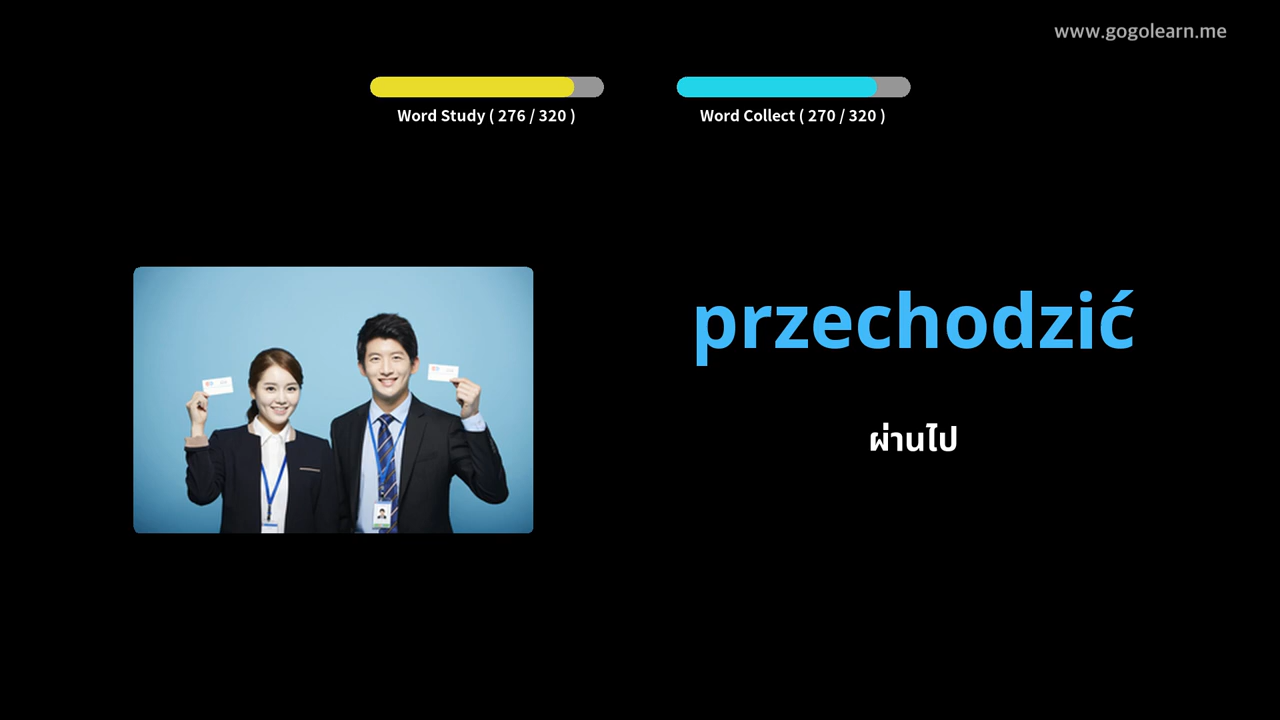 www.gogolearn.me
Word Study ( 276 / 320 )
Word Collect ( 270 / 320 )
przechodzić
ผ่านไป